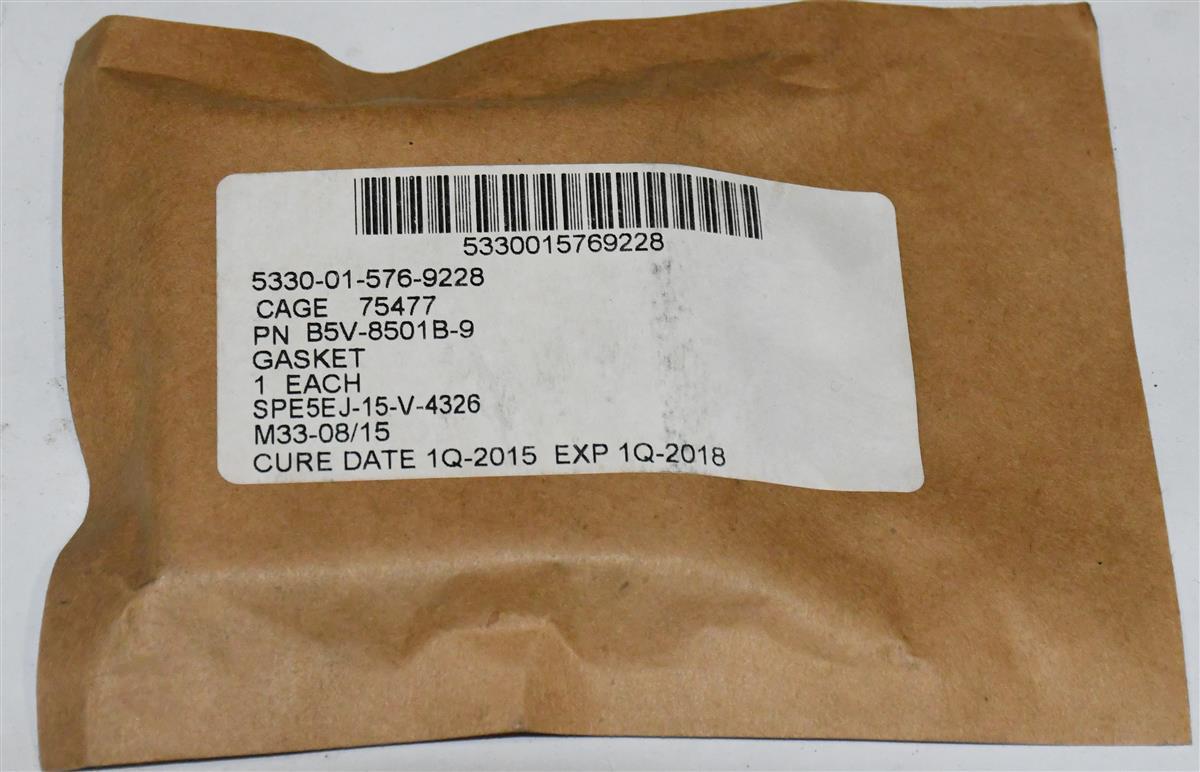 5330015769228
5330-01-576-9228
CAGE 75477
PN B5V-8501B-9
GASKET
1 EACH
SPE5EJ-15-V-4326
M33-08/15
CURE DATE 1Q-2015 EXP 1Q-2018